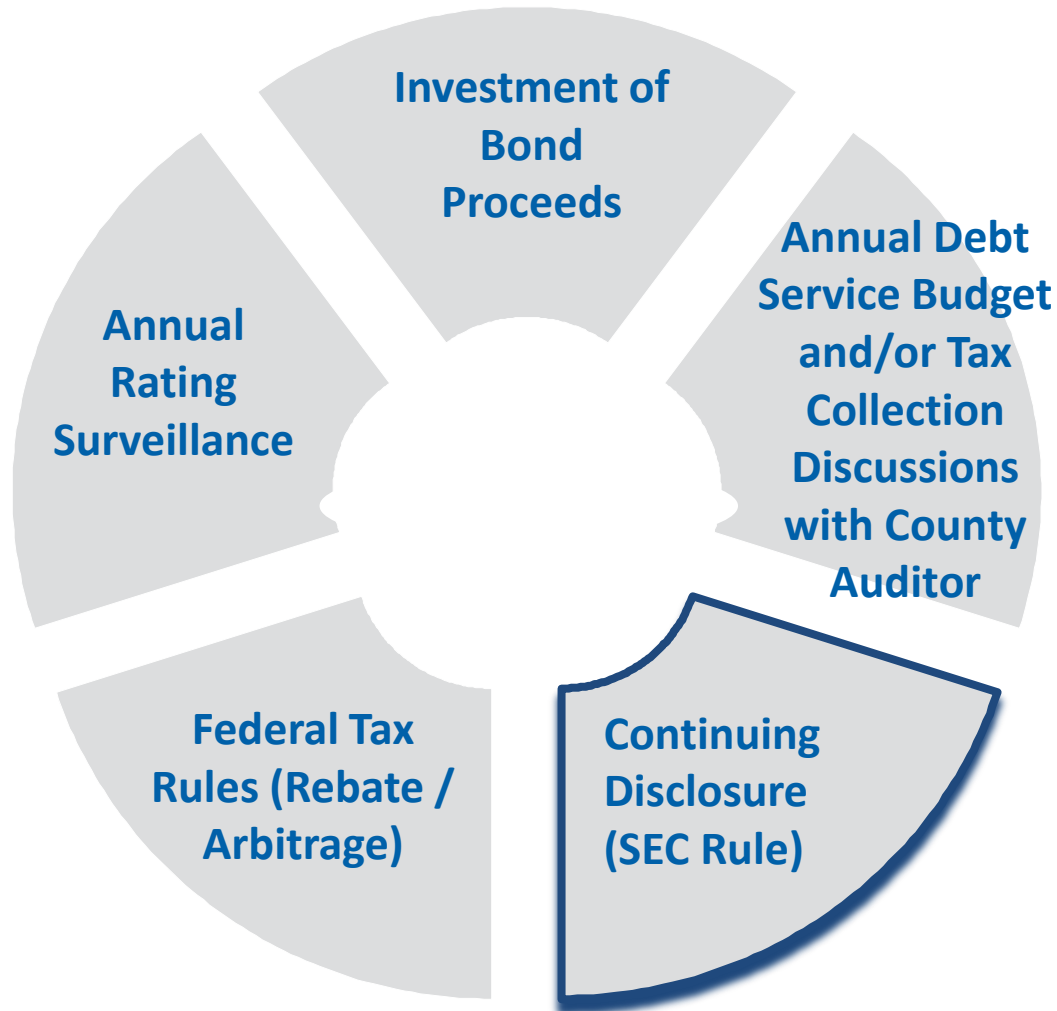 Investment of
Bond
Proceeds
Annual Debt
Service Budget
and/or Tax
Collection
Discussions
with County
Auditor
Continuing
Disclosure
(SEC Rule)
Federal Tax
Rules (Rebate /
Arbitrage)
Annual
Rating
Surveillance